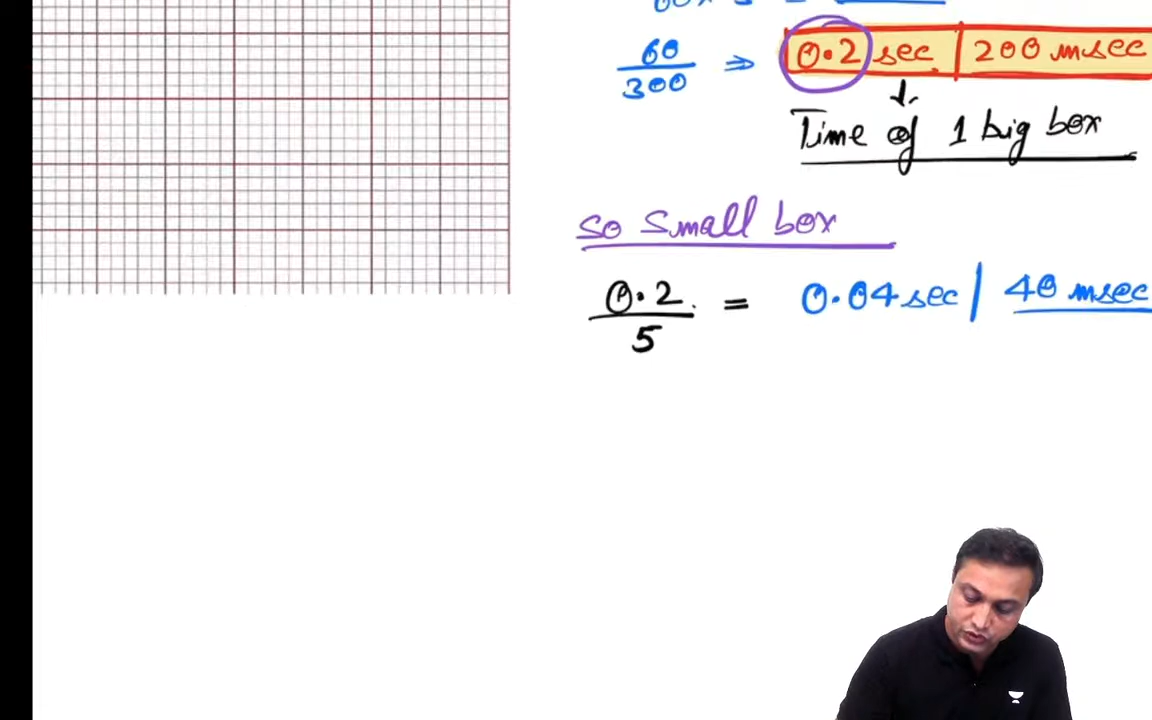 60
300
⇒ 0.2 sec | 200 msec
↓
Time of 1 big box
so small box
0.2
5
= 0.04 sec | 40 msec